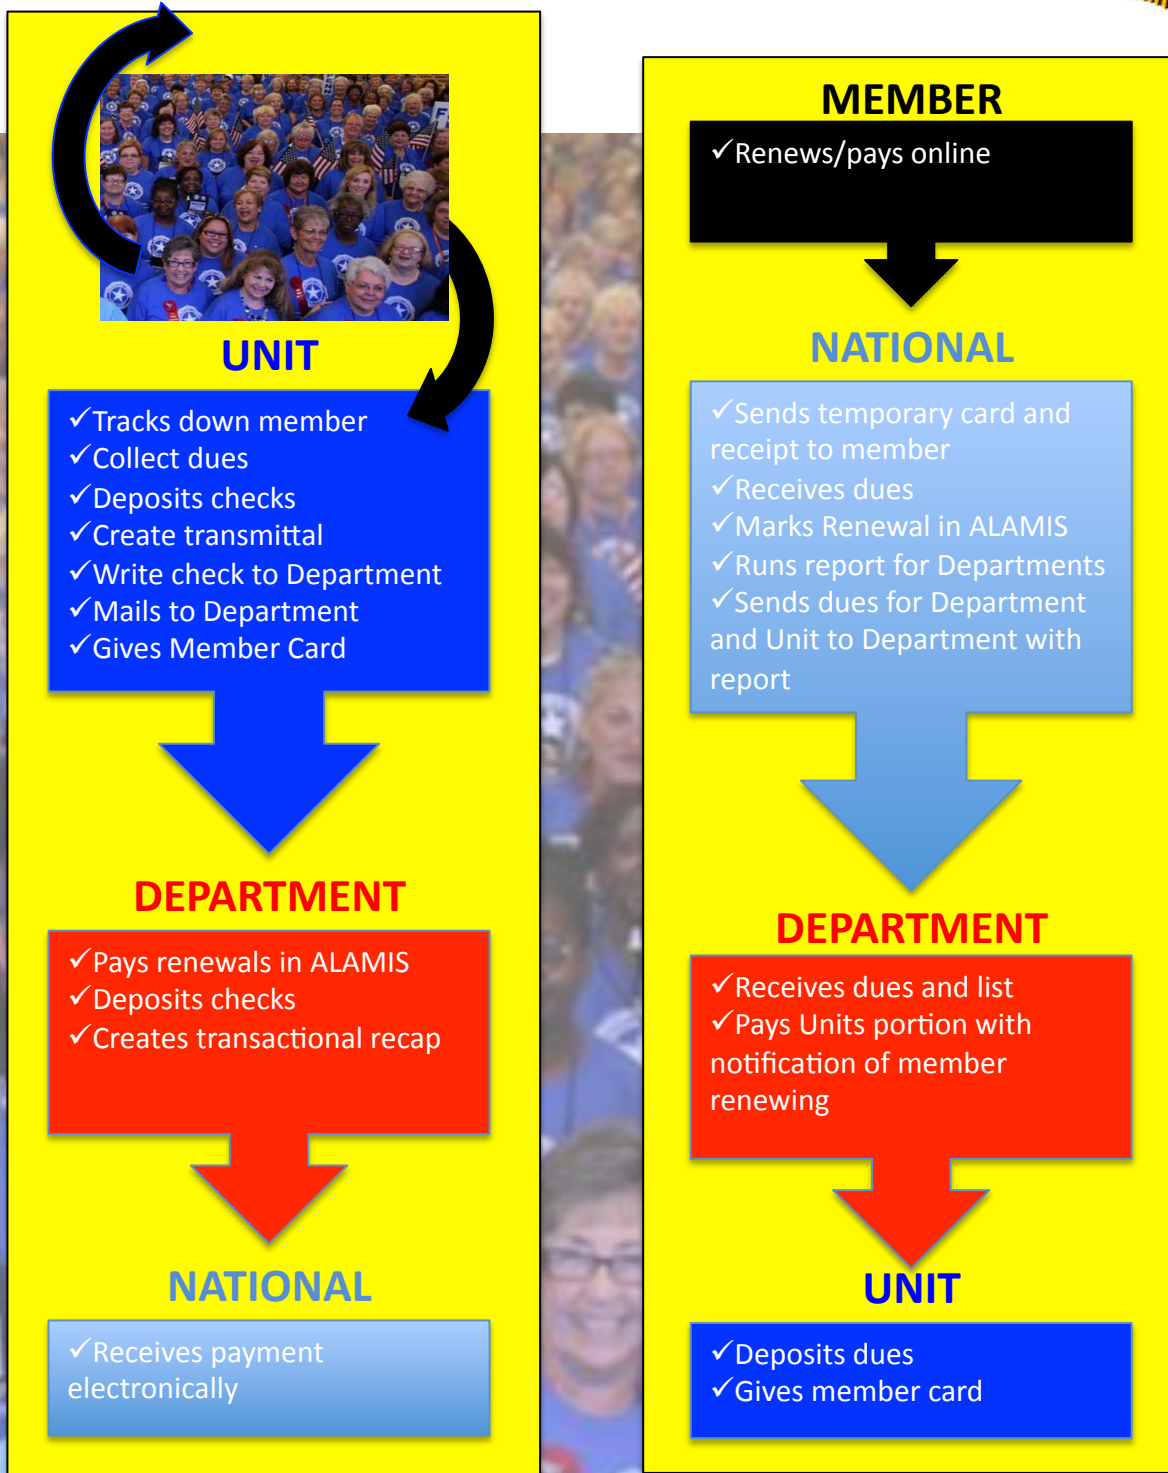 UNIT
✓Tracks down member
✓Collect dues
✓Deposits checks
✓Create transmittal
✓Write check to Department
✓Mails to Department
✓Gives Member Card
DEPARTMENT
✓Pays renewals in ALAMIS
✓Deposits checks
✓Creates transactional recap
NATIONAL
✓Receives payment
electronically
MEMBER
✓Renews/pays online
NATIONAL
✓Sends temporary card and
receipt to member
✓Receives dues
✓Marks Renewal in ALAMIS
✓Runs report for Departments
✓Sends dues for Department
and Unit to Department with
report
DEPARTMENT
✓Receives dues and list
✓Pays Units portion with
notification of member
renewing
UNIT
✓Deposits dues
✓Gives member card